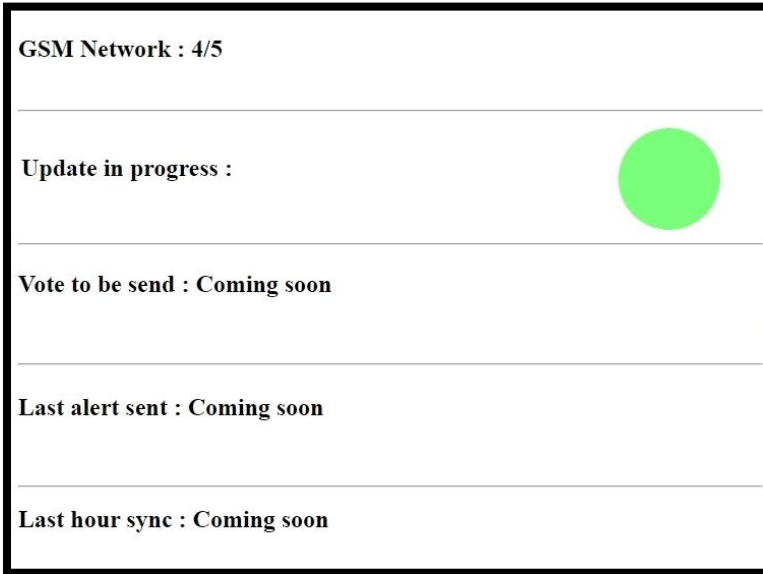 GSM Network : 4/5
Update in progress :
Vote to be send : Coming soon
Last alert sent : Coming soon
Last hour sync : Coming soon